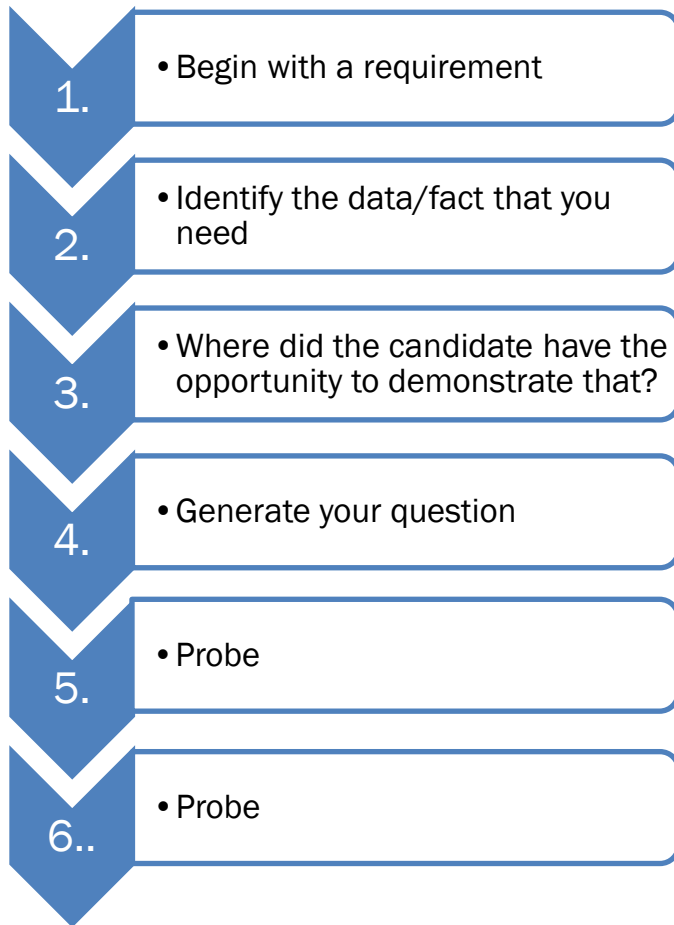 1.
• Begin with a requirement
2.
• Identify the data/fact that you
need
3.
• Where did the candidate have the
opportunity to demonstrate that?
4.
• Generate your question
5.
• Probe
6..
• Probe